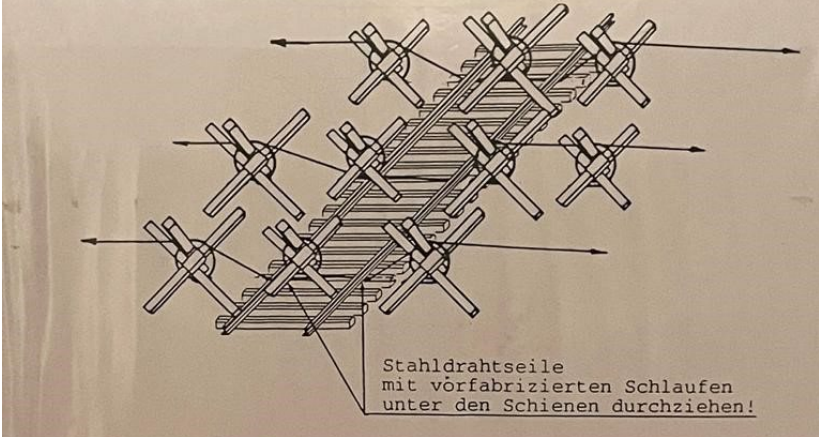 Stahldrahtseile
mit vorfabrizierten Schlaufen
unter den Schienen durchziehen!